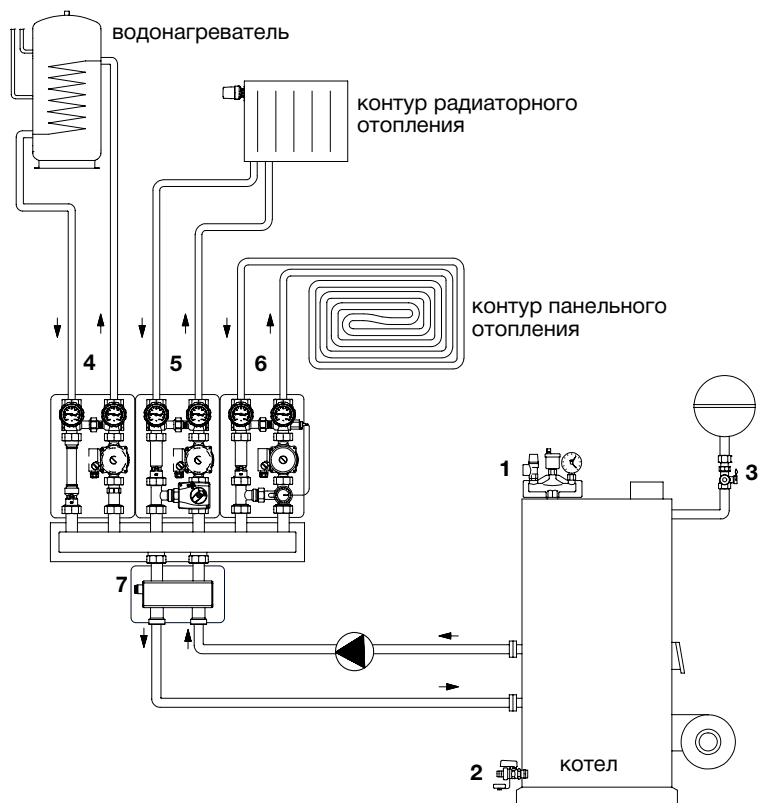 водонагреватель
контур радиаторного
отопления
контур панельного
отопления
4
5
6
1
3
7
2
котел